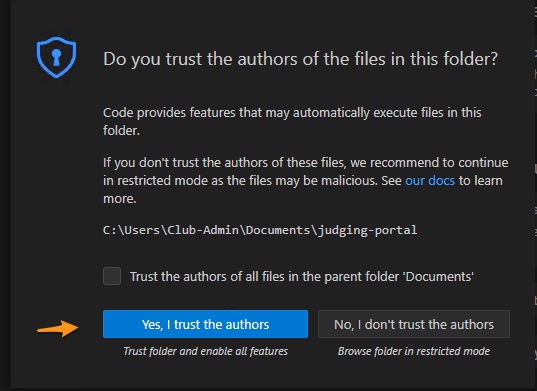 Do you trust the authors of the files in this folder?
Code provides features that may automatically execute files in this
folder.
If you don't trust the authors of these files, we recommend to continue
in restricted mode as the files may be malicious. See our docs to learn
more.
C:\Users\Club-Admin\Documents\judging-portal
Trust the authors of all files in the parent folder 'Documents'
Yes, I trust the authors
No, I don't trust the authors
Trust folder and enable all features
Browse folder in restricted mode